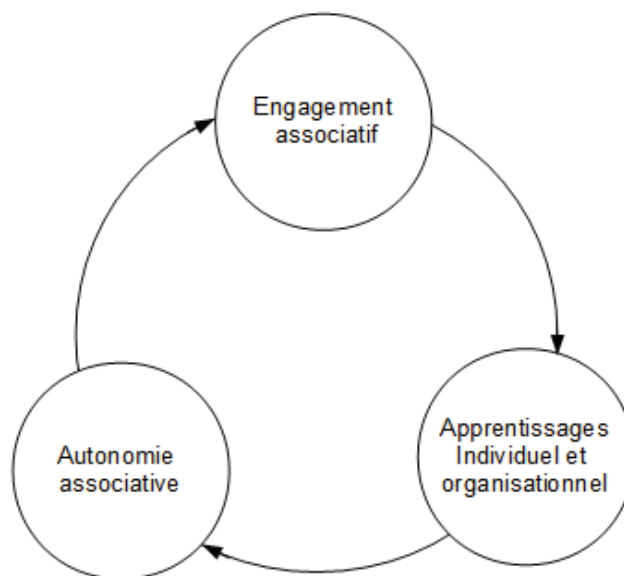 Engagement
associatif
Apprentissages
Individuel et
organisationnel
Autonomie
associative